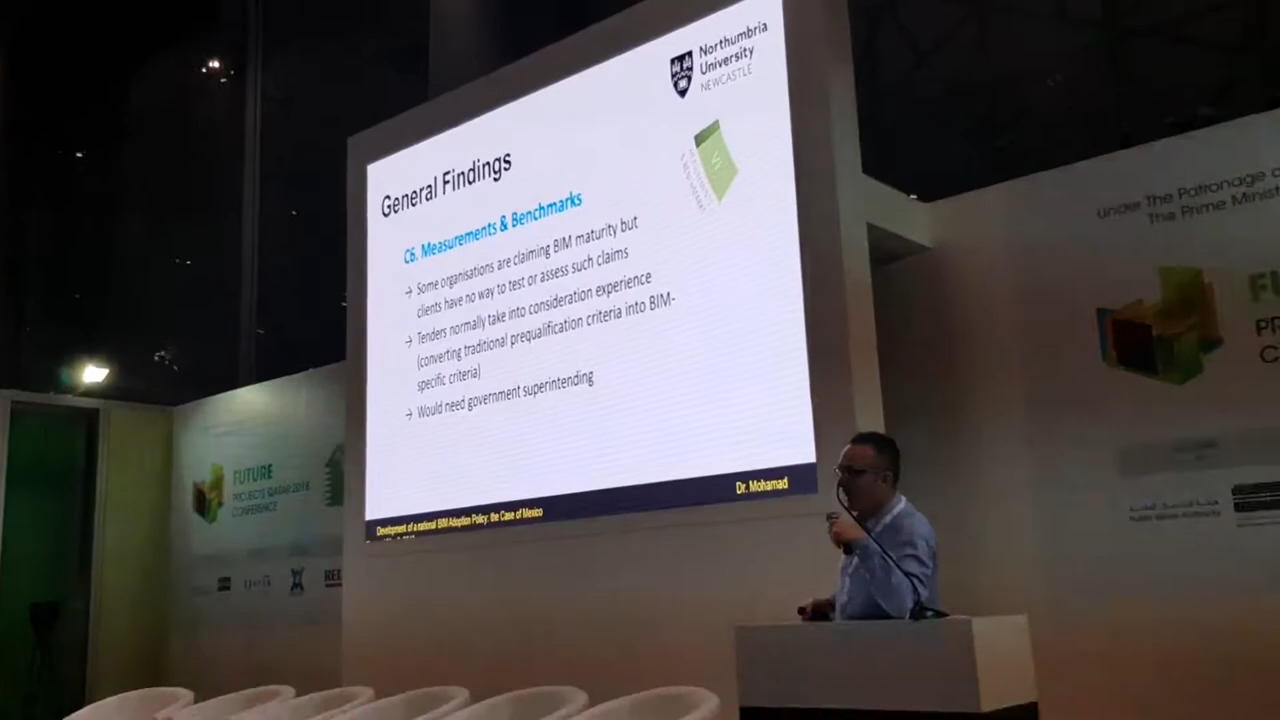 Northumbria
University
NEWCASTLE
General Findings
C6. Measurements & Benchmarks
→ Some organisations are claiming BIM maturity but
clients have no way to test or assess such claims
→ Tenders normally take into consideration experience
(converting traditional prequalification criteria into BIM-
specific criteria)
→ Would need government superintending
Development of a national BIM Adoption Policy: the Case of Mexico
Dr. Mohamad
FUTURE
PROJECTS QATAR 2018
CONFERENCE
under The Patronage
The Prime